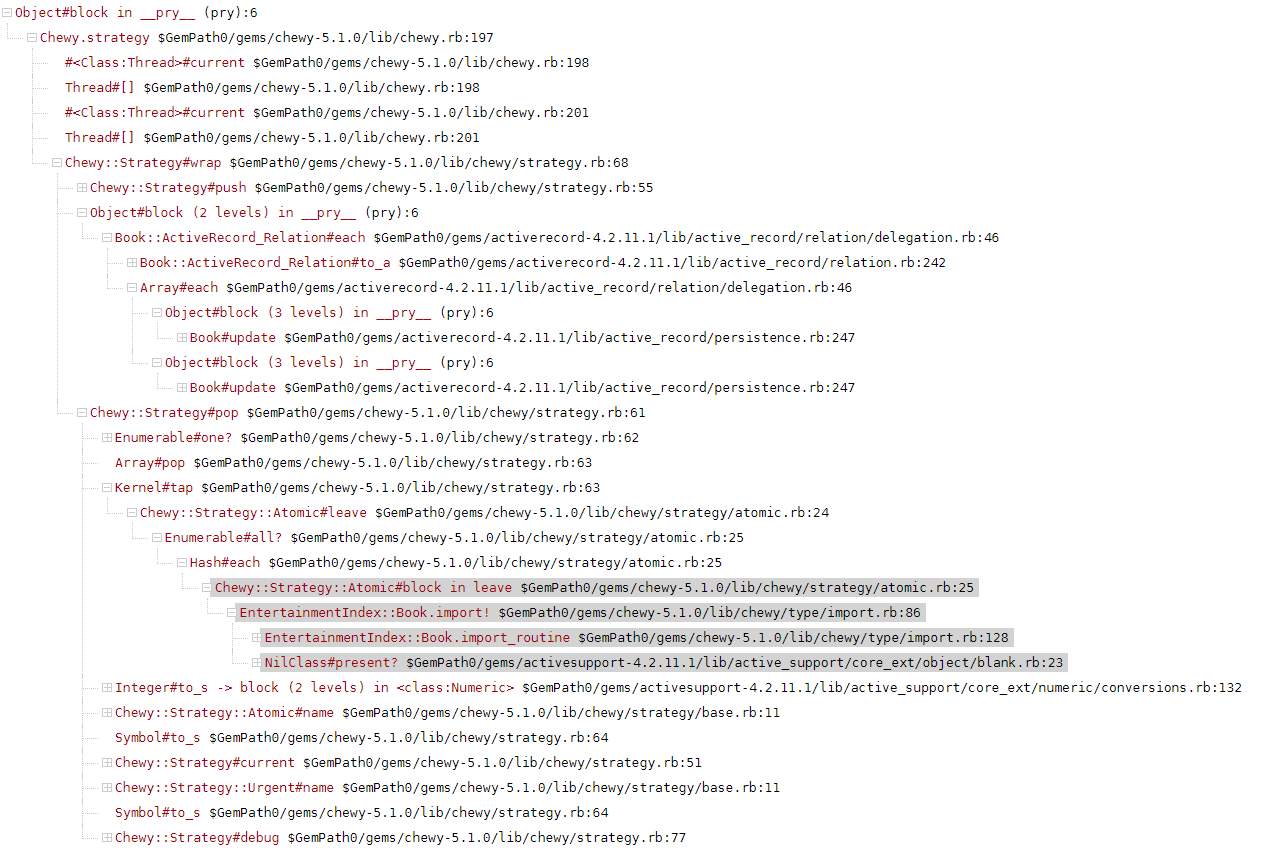 Object#block in __pry__ (pry):6
Chewy.strategy $GemPath0/gems/chewy-5.1.0/lib/chewy.rb:197
#<Class:Thread>#current $GemPath0/gems/chewy-5.1.0/lib/chewy.rb:198
Thread#[] $GemPath0/gems/chewy-5.1.0/lib/chewy.rb:198
#<Class:Thread>#current $GemPath0/gems/chewy-5.1.0/lib/chewy.rb:201
Thread#[] $GemPath0/gems/chewy-5.1.0/lib/chewy.rb:201
Chewy::Strategy#wrap $GemPath0/gems/chewy-5.1.0/lib/chewy/strategy.rb:68
Chewy::Strategy#push $GemPath0/gems/chewy-5.1.0/lib/chewy/strategy.rb:55
Object#block (2 levels) in __pry__ (pry):6
Book::ActiveRecord_Relation#each $GemPath0/gems/activerecord-4.2.11.1/lib/active_record/relation/delegation.rb:46
Book::ActiveRecord_Relation#to_a $GemPath0/gems/activerecord-4.2.11.1/lib/active_record/relation.rb:242
Array#each $GemPath0/gems/activerecord-4.2.11.1/lib/active_record/relation/delegation.rb:46
Object#block (3 levels) in __pry__ (pry):6
Book#update $GemPath0/gems/activerecord-4.2.11.1/lib/active_record/persistence.rb:247
Object#block (3 levels) in __pry__ (pry):6
Book#update $GemPath0/gems/activerecord-4.2.11.1/lib/active_record/persistence.rb:247
Chewy::Strategy#pop $GemPath0/gems/chewy-5.1.0/lib/chewy/strategy.rb:61
Enumerable#one? $GemPath0/gems/chewy-5.1.0/lib/chewy/strategy.rb:62
Array#pop $GemPath0/gems/chewy-5.1.0/lib/chewy/strategy.rb:63
Kernel#tap $GemPath0/gems/chewy-5.1.0/lib/chewy/strategy.rb:63
Chewy::Strategy::Atomic#leave $GemPath0/gems/chewy-5.1.0/lib/chewy/strategy/atomic.rb:24
Enumerable#all? $GemPath0/gems/chewy-5.1.0/lib/chewy/strategy/atomic.rb:25
Hash#each $GemPath0/gems/chewy-5.1.0/lib/chewy/strategy/atomic.rb:25
Chewy::Strategy::Atomic#block in leave $GemPath0/gems/chewy-5.1.0/lib/chewy/strategy/atomic.rb:25
EntertainmentIndex::Book.import! $GemPath0/gems/chewy-5.1.0/lib/chewy/type/import.rb:86
EntertainmentIndex::Book.import_routine $GemPath0/gems/chewy-5.1.0/lib/chewy/type/import.rb:128
NilClass#present? $GemPath0/gems/activesupport-4.2.11.1/lib/active_support/core_ext/object/blank.rb:23
Integer#to_s -> block (2 levels) in <class:Numeric> $GemPath0/gems/activesupport-4.2.11.1/lib/active_support/core_ext/numeric/conversions.rb:132
Chewy::Strategy::Atomic#name $GemPath0/gems/chewy-5.1.0/lib/chewy/strategy/base.rb:11
Symbol#to_s $GemPath0/gems/chewy-5.1.0/lib/chewy/strategy.rb:64
Chewy::Strategy#current $GemPath0/gems/chewy-5.1.0/lib/chewy/strategy.rb:51
Chewy::Strategy::Urgent#name $GemPath0/gems/chewy-5.1.0/lib/chewy/strategy/base.rb:11
Symbol#to_s $GemPath0/gems/chewy-5.1.0/lib/chewy/strategy.rb:64
Chewy::Strategy#debug $GemPath0/gems/chewy-5.1.0/lib/chewy/strategy.rb:77